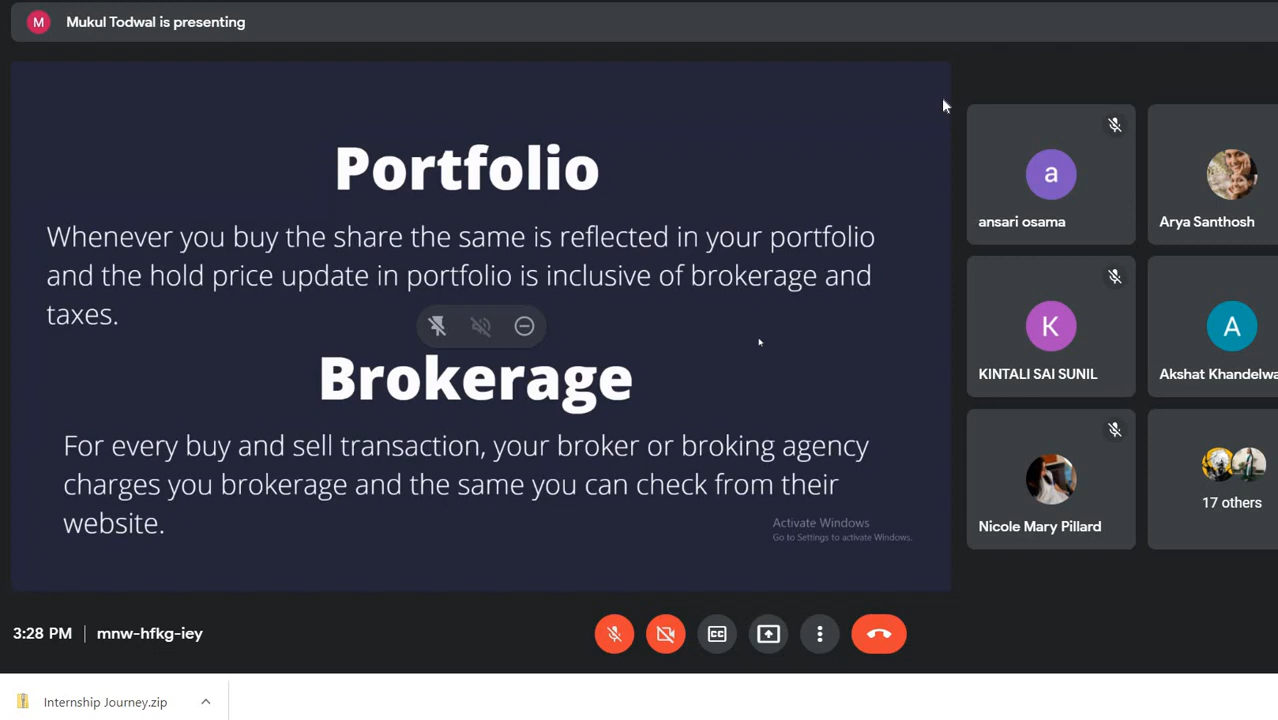 M Mukul Todwal is presenting
Portfolio
Whenever you buy the share the same is reflected in your portfolio
and the hold price update in portfolio is inclusive of brokerage and
taxes.
Brokerage
For every buy and sell transaction, your broker or broking agency
charges you brokerage and the same you can check from their
website.
Activate Windows
Go to Settings to activate Windows.
a
ansari osama
Arya Santhosh
K
KINTALI SAI SUNIL
A
Akshat Khandelwa
Nicole Mary Pillard
17 others
3:28 PM mnw-hfkg-iey
CC
Internship Journey.zip